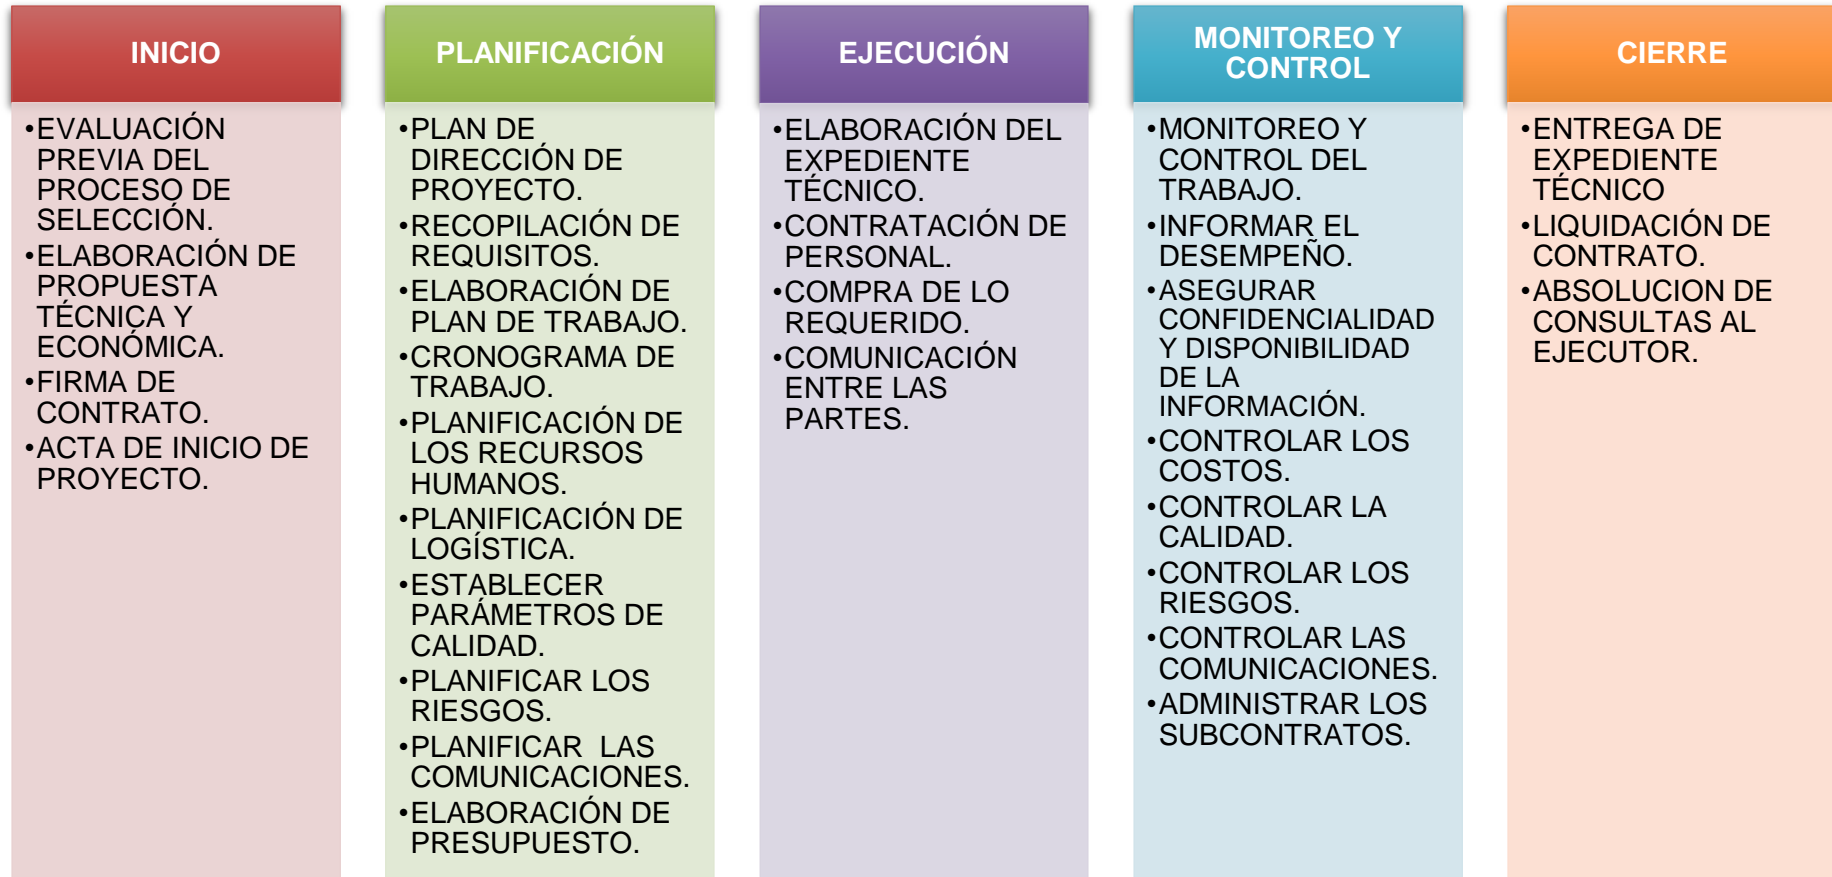 INICIO
•EVALUACIÓN
PREVIA DEL
PROCESO DE
SELECCIÓN.
•ELABORACIÓN DE
PROPUESTA
TÉCNICA Y
ECONÓMICA.
•FIRMA DE
CONTRATO.
•ACTA DE INICIO DE
PROYECTO.
PLANIFICACIÓN
•PLAN DE
DIRECCIÓN DE
PROYECTO.
•RECOPILACIÓN DE
REQUISITOS.
•ELABORACIÓN DE
PLAN DE TRABAJO.
•CRONOGRAMA DE
TRABAJO.
•PLANIFICACIÓN DE
LOS RECURSOS
HUMANOS.
•PLANIFICACIÓN DE
LOGÍSTICA.
•ESTABLECER
PARÁMETROS DE
CALIDAD.
•PLANIFICAR LOS
RIESGOS.
•PLANIFICAR  LAS
COMUNICACIONES.
•ELABORACIÓN DE
PRESUPUESTO.
EJECUCIÓN
•ELABORACIÓN DEL
EXPEDIENTE
TÉCNICO.
•CONTRATACIÓN DE
PERSONAL.
•COMPRA DE LO
REQUERIDO.
•COMUNICACIÓN
ENTRE LAS
PARTES.
MONITOREO Y
CONTROL
•MONITOREO Y
CONTROL DEL
TRABAJO.
•INFORMAR EL
DESEMPEÑO.
•ASEGURAR
CONFIDENCIALIDAD
Y DISPONIBILIDAD
DE LA
INFORMACIÓN.
•CONTROLAR LOS
COSTOS.
•CONTROLAR LA
CALIDAD.
•CONTROLAR LOS
RIESGOS.
•CONTROLAR LAS
COMUNICACIONES.
•ADMINISTRAR LOS
SUBCONTRATOS.
CIERRE
•ENTREGA DE
EXPEDIENTE
TÉCNICO
•LIQUIDACIÓN DE
CONTRATO.
•ABSOLUCION DE
CONSULTAS AL
EJECUTOR.